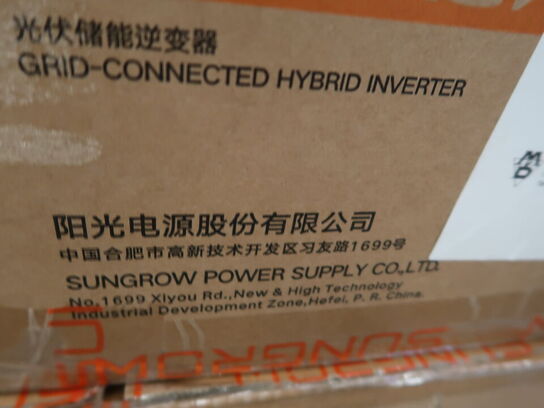 光伏储能逆变器
GRID-CONNECTED HYBRID INVERTER
阳光电源股份有限公司
中国合肥市高新技术开发区习友路1699号
SUNGROW POWER SUPPLY CO.,LTD.
No.1699 Xiyou Rd.,New & High Technology
Industrial Development Zone,Hefei, P. R. China.